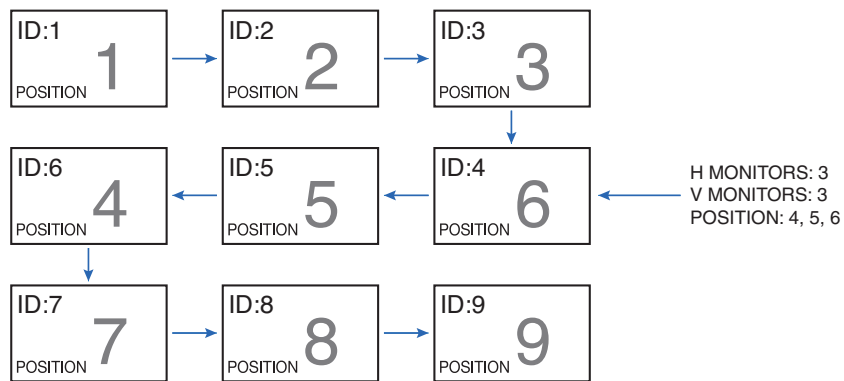 ID:1
POSITION 1
ID:2
POSITION 2
ID:3
POSITION 3
ID:6
POSITION 4
ID:5
POSITION 5
ID:4
POSITION 6
H MONITORS: 3
V MONITORS: 3
POSITION: 4, 5, 6
ID:7
POSITION 7
ID:8
POSITION 8
ID:9
POSITION 9